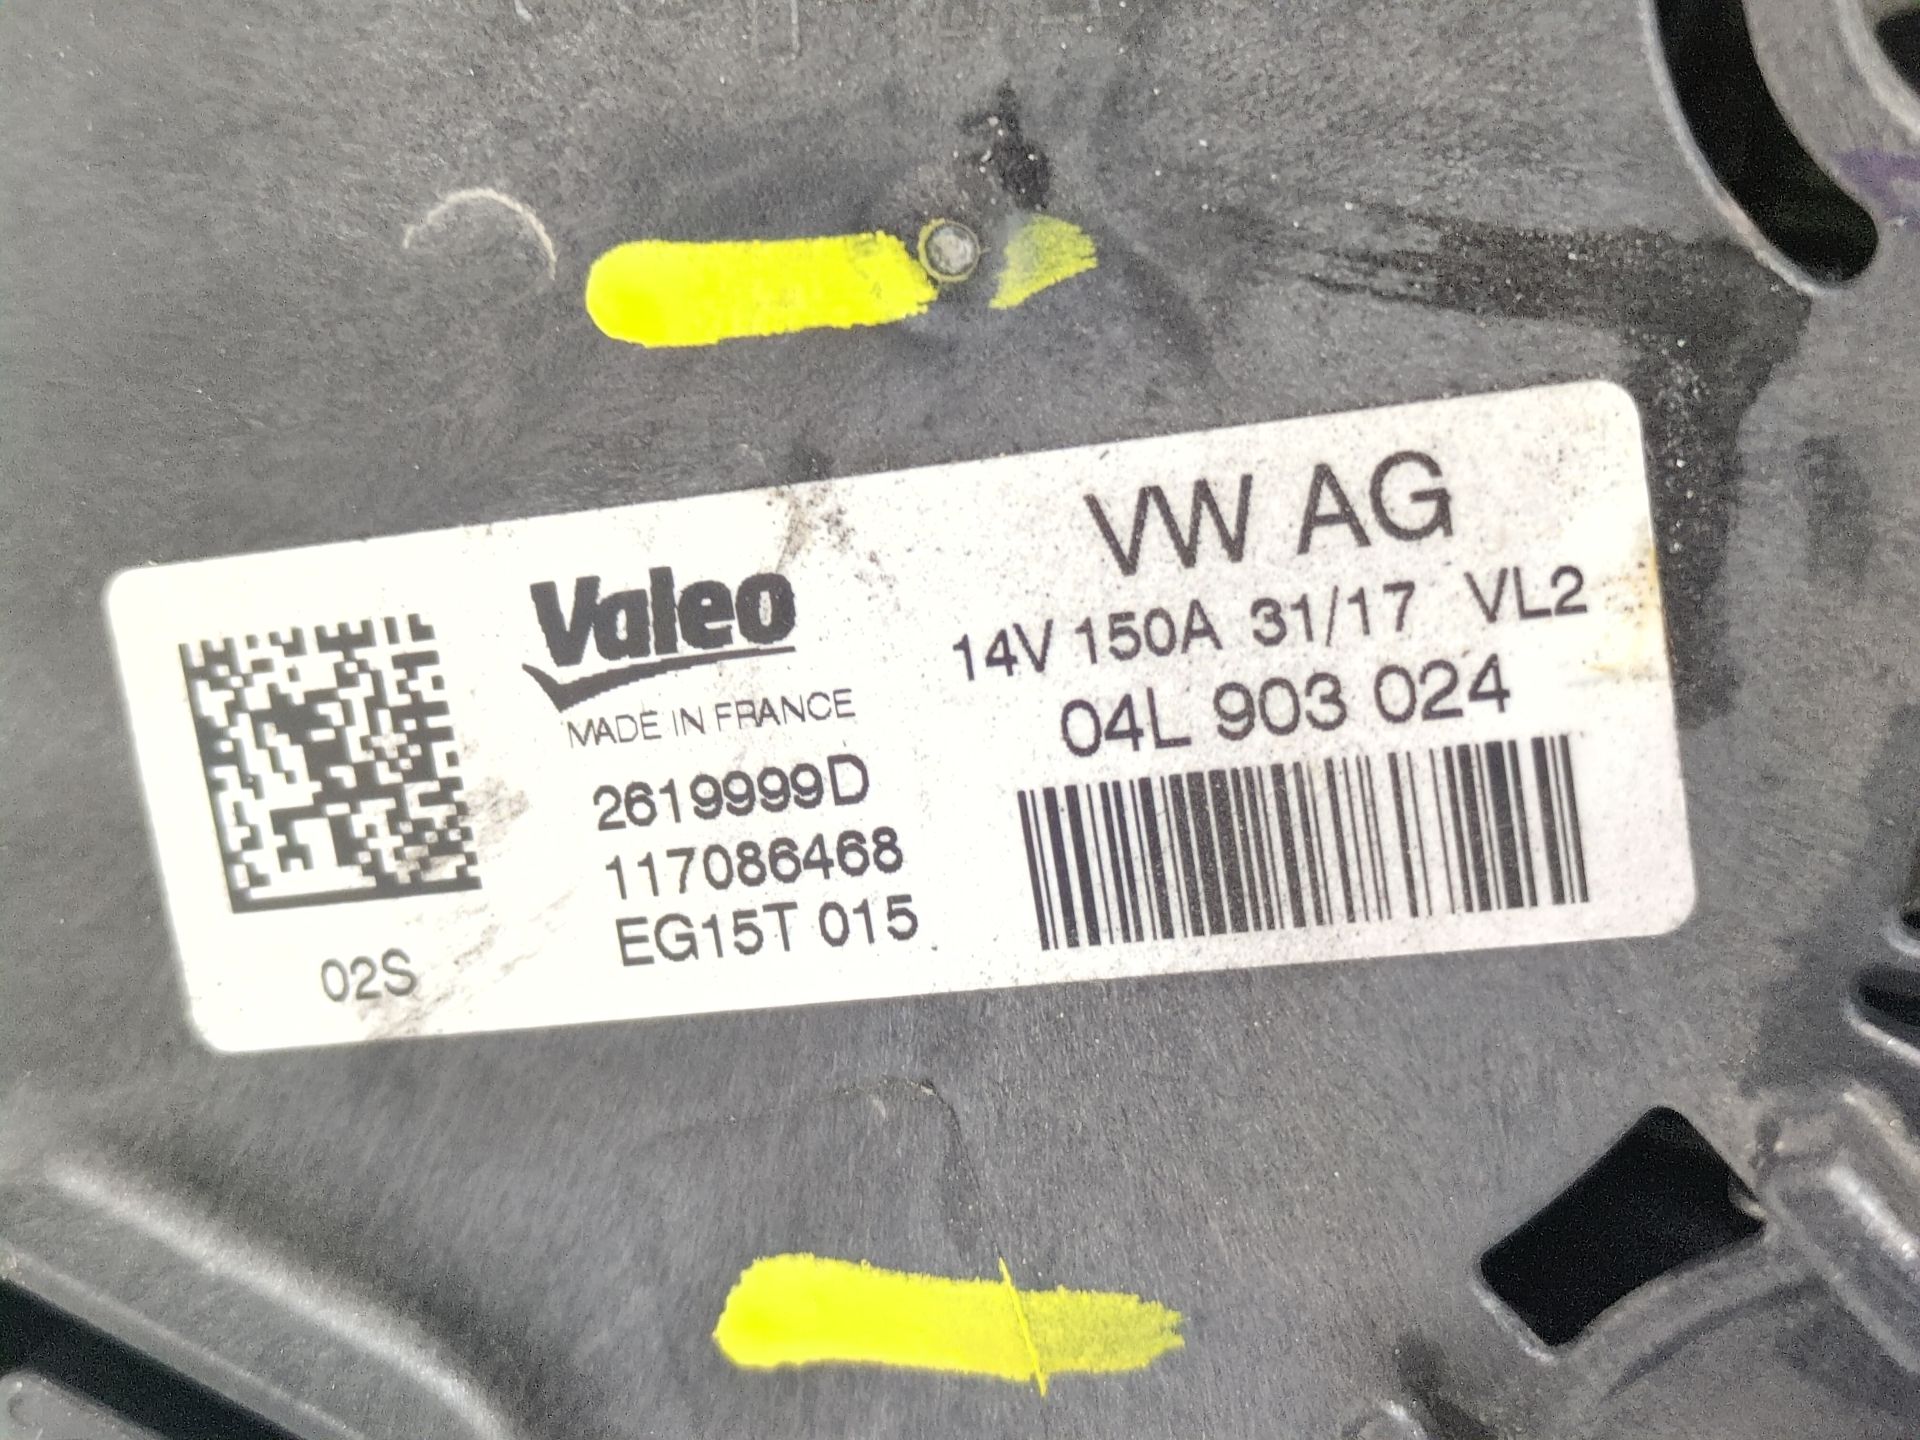 VW AG
Valeo
14V 150A 31/17 VL2
MADE IN FRANCE
04L 903 024
2619999D
117086468
EG15T 015
02S